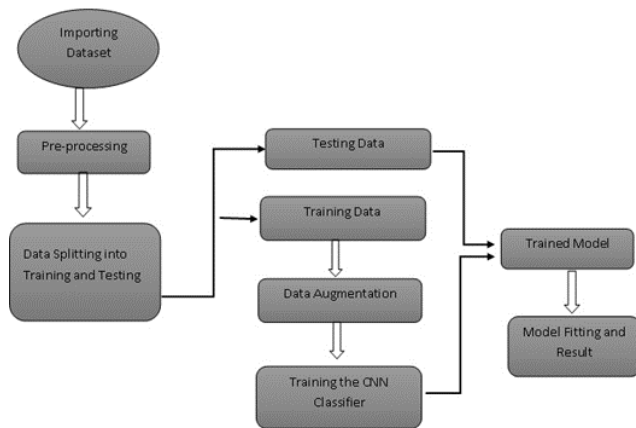 Importing
Dataset
Pre-processing
Data Splitting into
Training and Testing
Testing Data
Training Data
Data Augmentation
Training the CNN
Classifier
Trained Model
Model Fitting and
Result